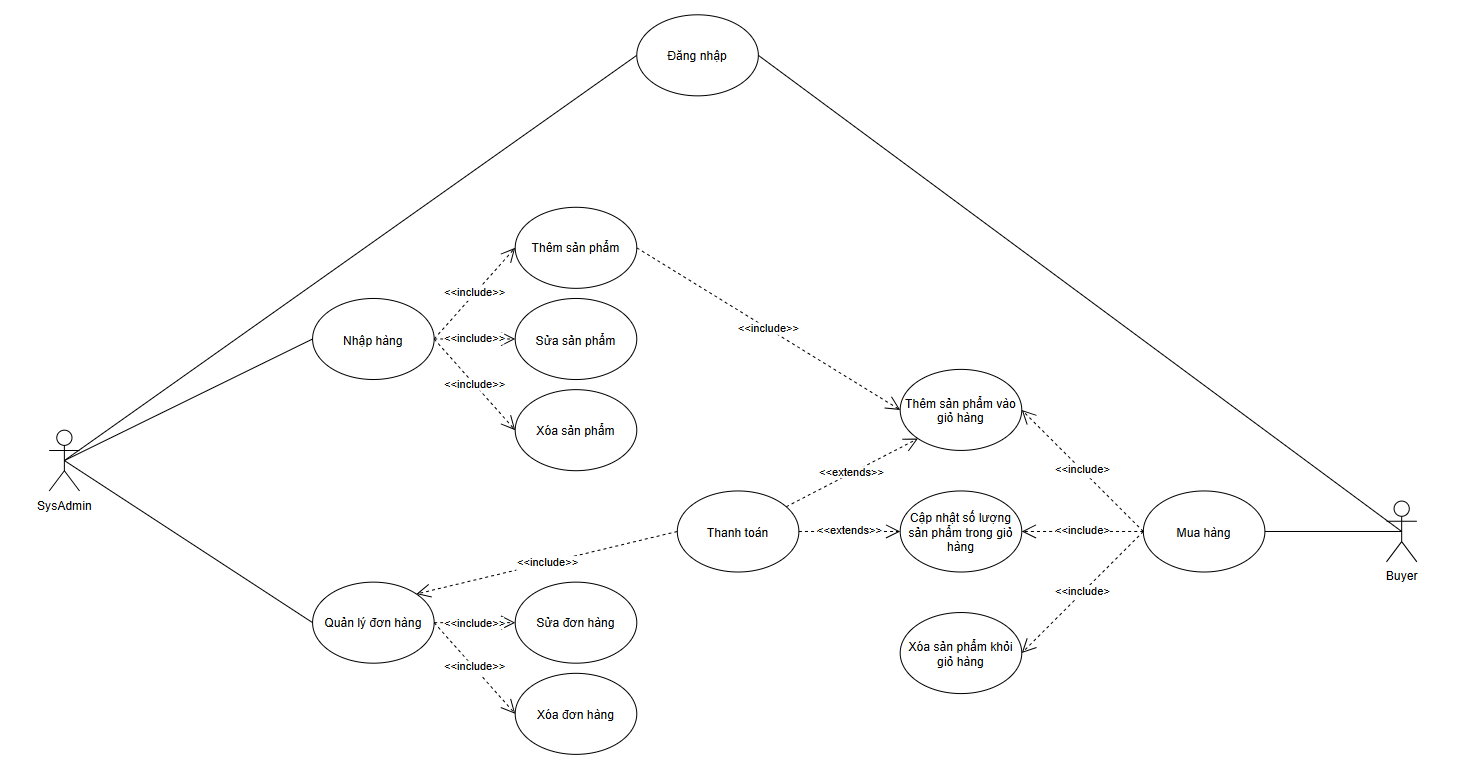 Đăng nhập
Thêm sản phẩm
<<include>>
<<include>>
Nhập hàng
<<include>>
Sửa sản phẩm
<<include>>
Xóa sản phẩm
Thêm sản phẩm vào
giỏ hàng
<<extends>>
<<include>
SysAdmin
Thanh toán
<<extends>>
Cập nhật số lượng
sản phẩm trong giỏ
hàng
<<include>
Mua hàng
Buyer
<<include>>
<<include>
Quản lý đơn hàng
<<include>>
Sửa đơn hàng
Xóa sản phẩm khỏi
giỏ hàng
<<include>>
Xóa đơn hàng